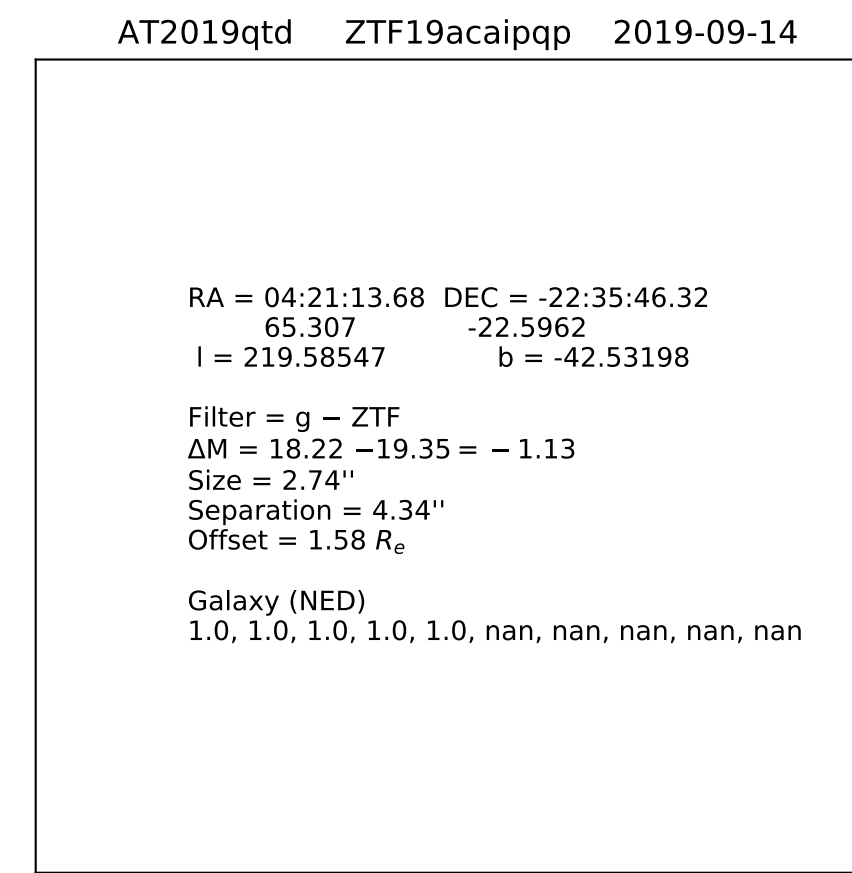 AT2019qtd ZTF19acaipqp 2019-09-14
RA = 04:21:13.68 DEC = -22:35:46.32
65.307 -22.5962
l = 219.58547 b = -42.53198
Filter = g − ZTF
ΔM = 18.22 −19.35 = − 1.13
Size = 2.74''
Separation = 4.34''
Offset = 1.58 Re
Galaxy (NED)
1.0, 1.0, 1.0, 1.0, 1.0, nan, nan, nan, nan, nan